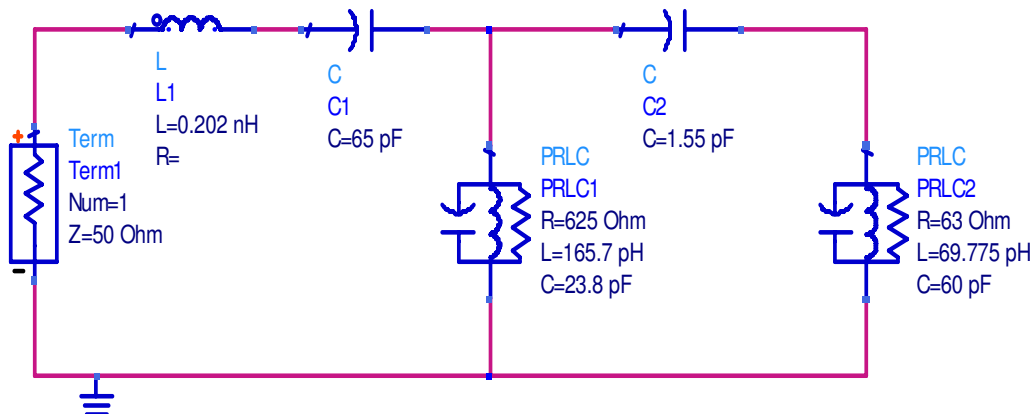 L
L1
L=0.202 nH
R=
C
C1
C=65 pF
C
C2
C=1.55 pF
+
Term
Term1
Num=1
Z=50 Ohm
-
PRLC
PRLC1
R=625 Ohm
L=165.7 pH
C=23.8 pF
PRLC
PRLC2
R=63 Ohm
L=69.775 pH
C=60 pF